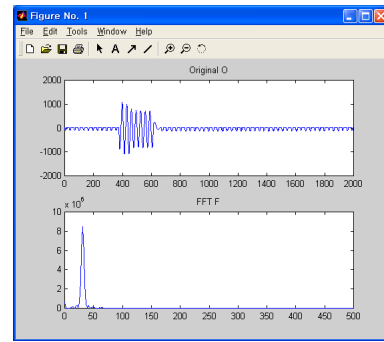 Figure No. 1
File Edit Tools Window Help
A
Original O
2000
1000
0
-1000
-2000
0 200 400 600 800 1000 1200 1400 1600 1800 2000
x 10^6
FFT F
10
8
6
4
2
0
0 50 100 150 200 250 300 350 400 450 500